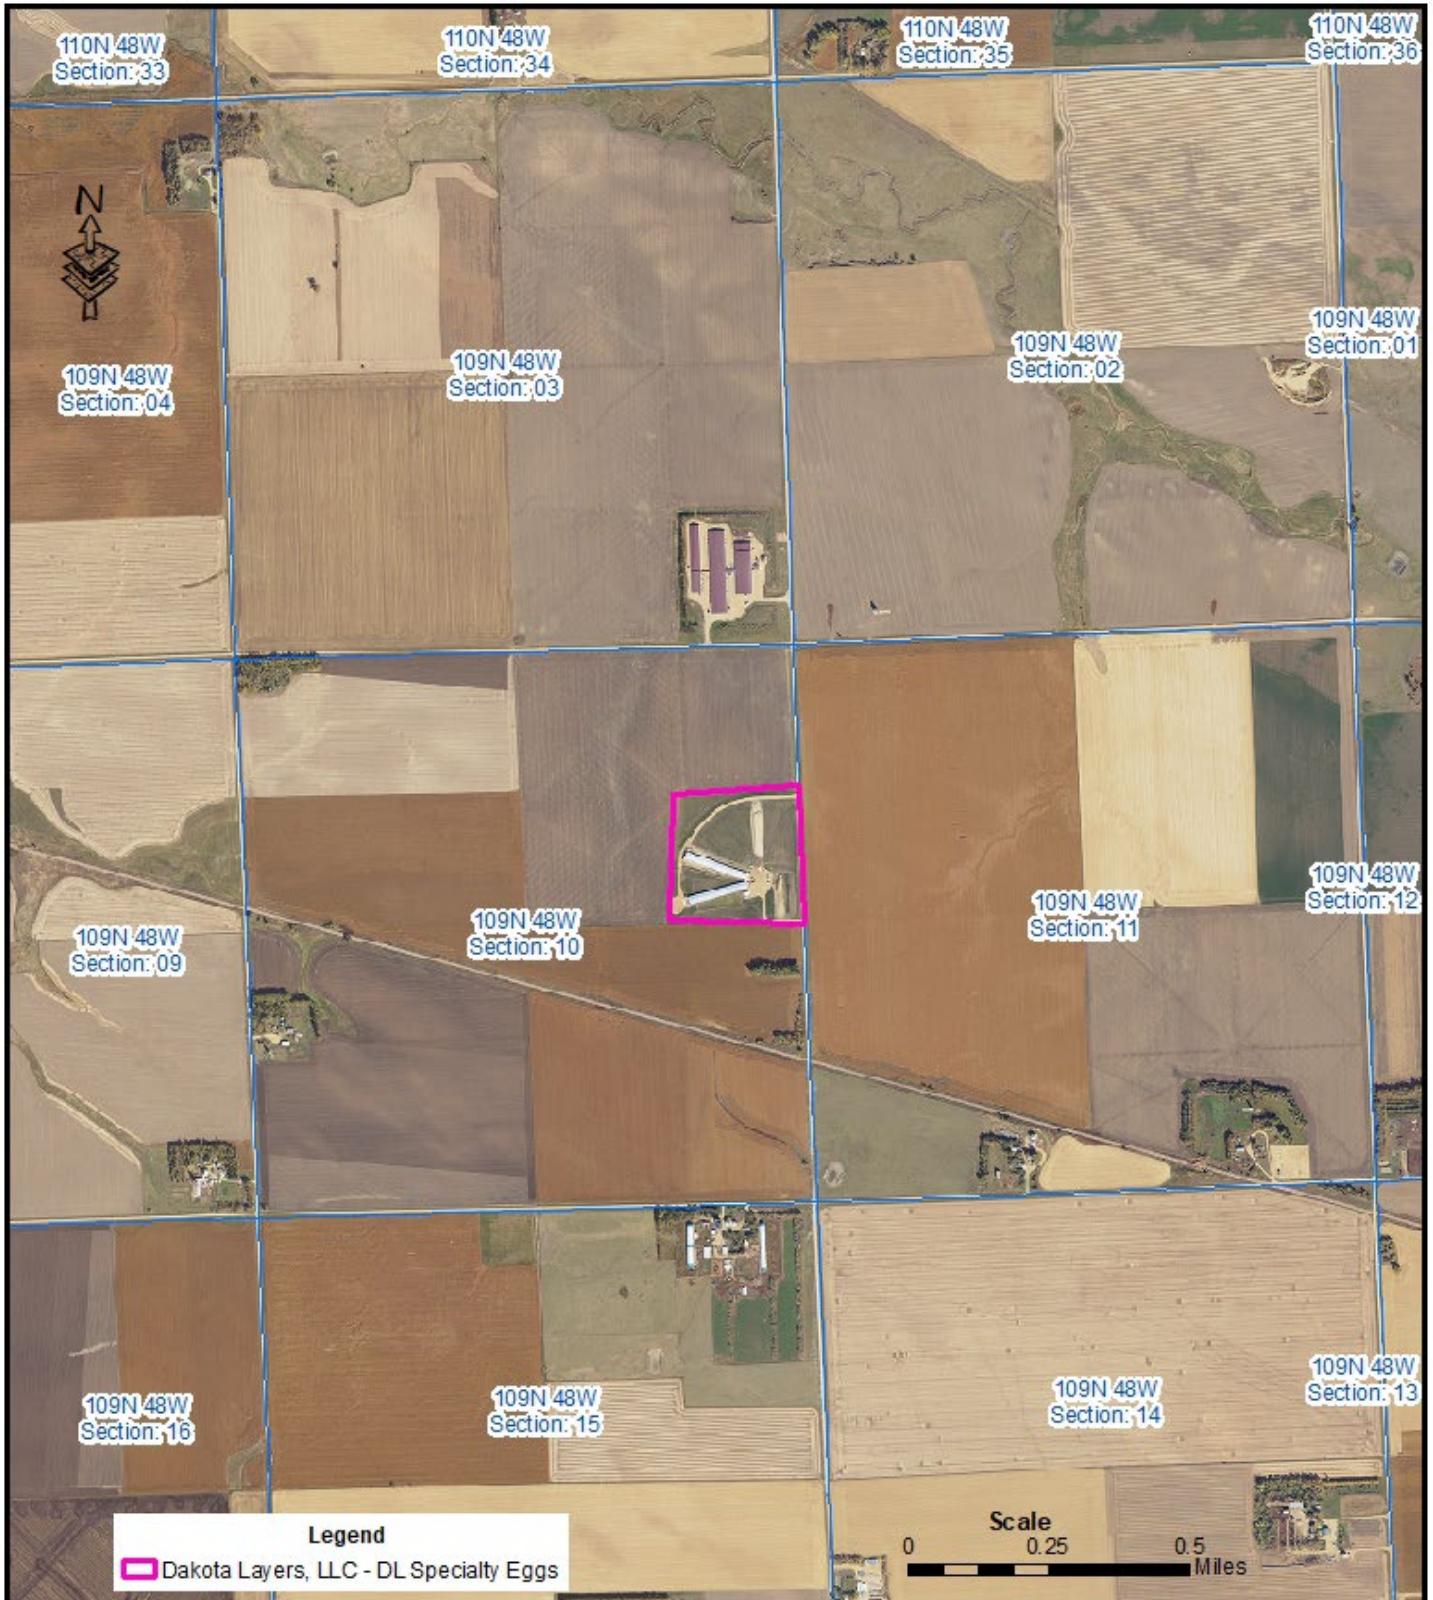 110N 48W
Section: 33
110N 48W
Section: 34
110N 48W
Section: 35
110N 48W
Section: 36
N
109N 48W
Section: 04
109N 48W
Section: 03
109N 48W
Section: 02
109N 48W
Section: 01
109N 48W
Section: 09
109N 48W
Section: 10
109N 48W
Section: 11
109N 48W
Section: 12
109N 48W
Section: 16
109N 48W
Section: 15
109N 48W
Section: 14
109N 48W
Section: 13
Legend
Dakota Layers, LLC - DL Specialty Eggs
Scale
0 0.25 0.5
Miles